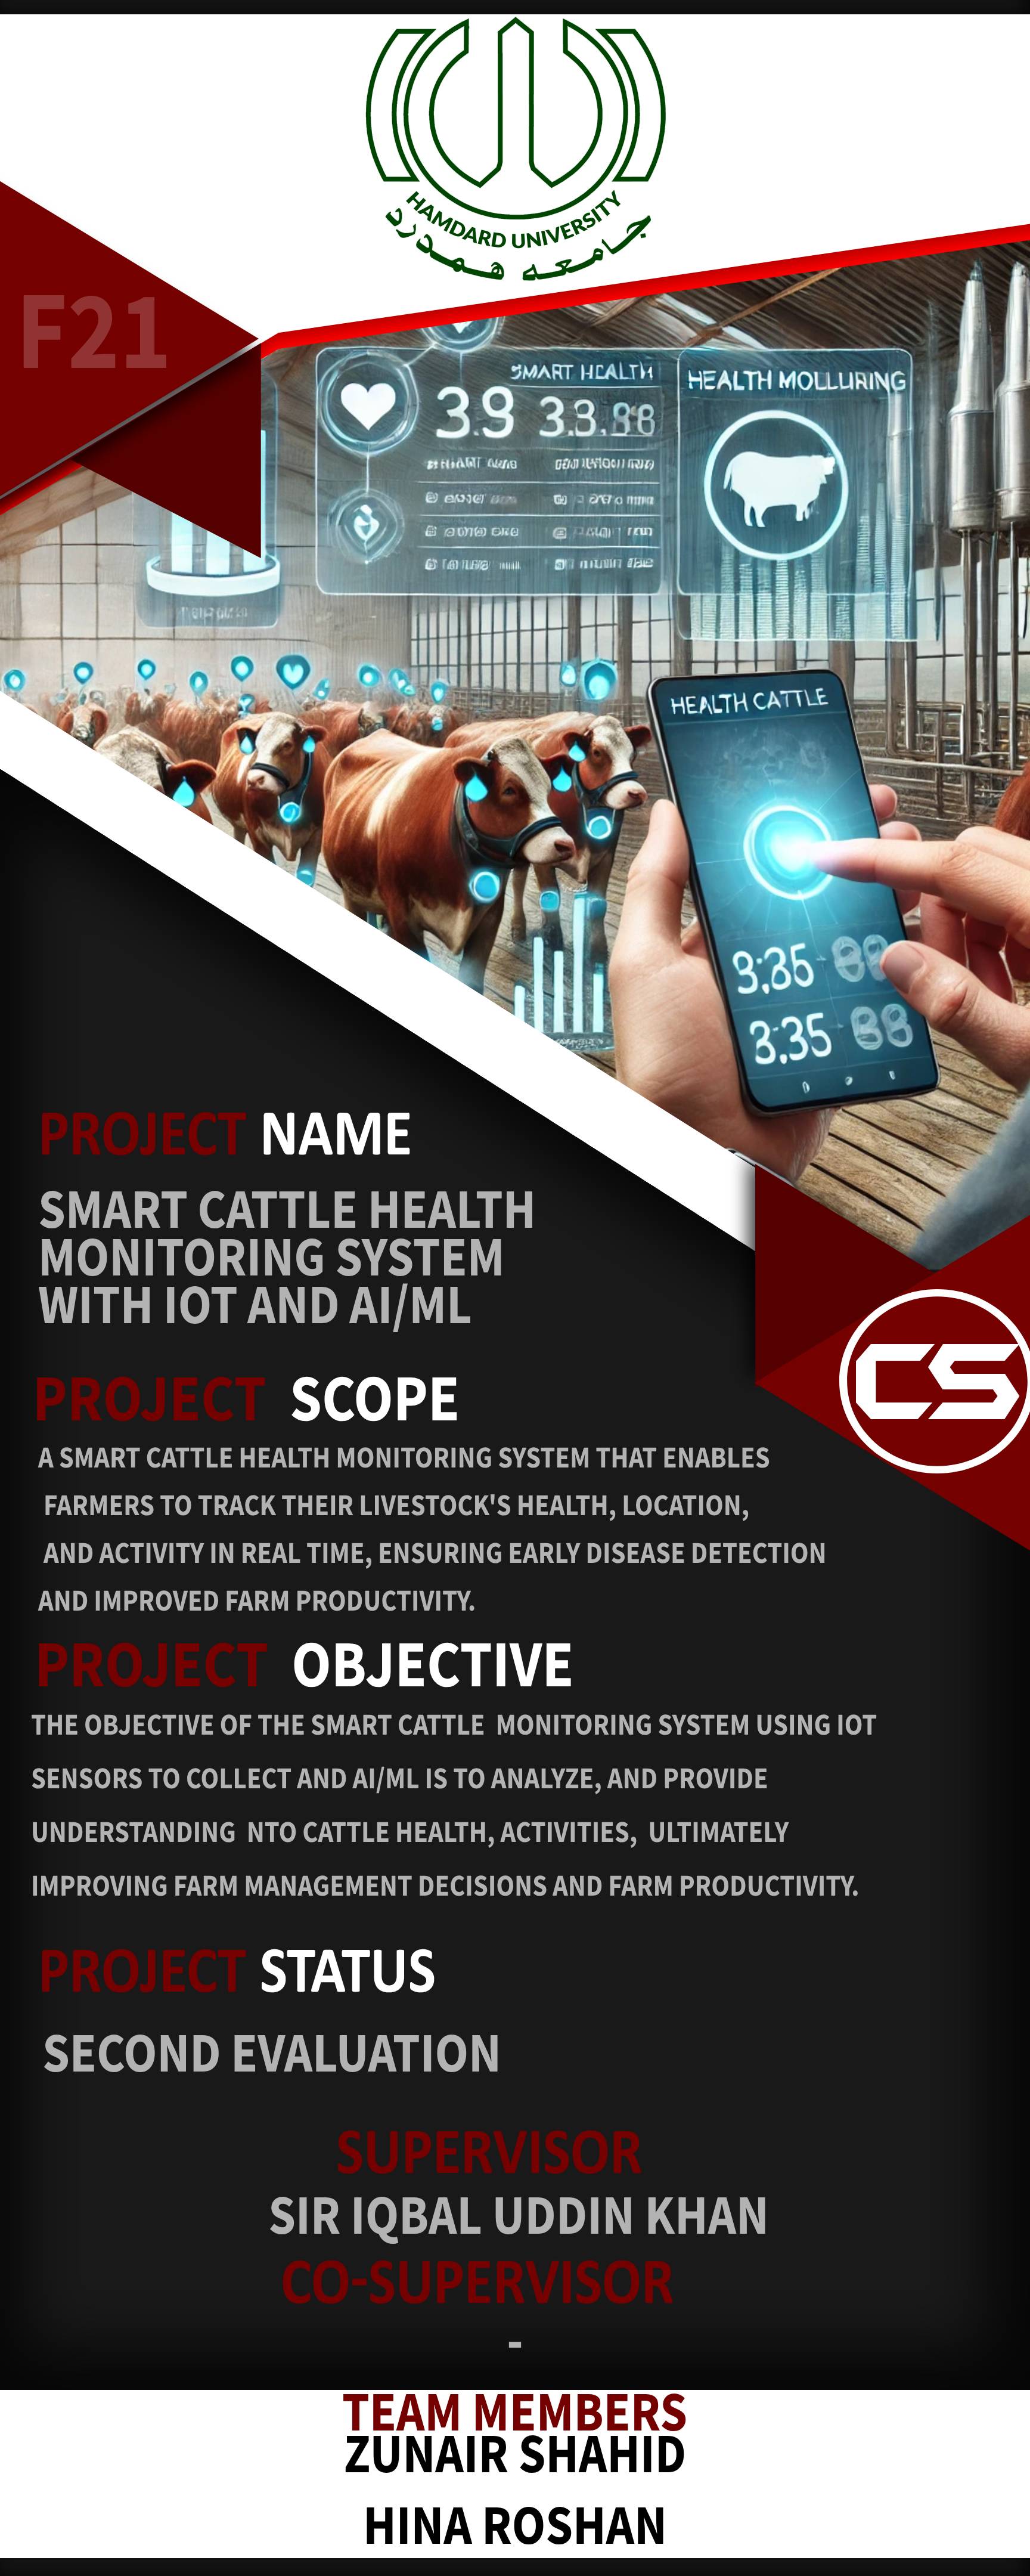 HAMDARD UNIVERSITY
جامعه همدرد
F21
SMART HEALTH
3.9 33.88
HEALTH MOLLURING
HEALTH CATTLE
3:35 88
3.35 88
PROJECT NAME
SMART CATTLE HEALTH
MONITORING SYSTEM
WITH IOT AND AI/ML
CS
PROJECT SCOPE
A SMART CATTLE HEALTH MONITORING SYSTEM THAT ENABLES
FARMERS TO TRACK THEIR LIVESTOCK'S HEALTH, LOCATION,
AND ACTIVITY IN REAL TIME, ENSURING EARLY DISEASE DETECTION
AND IMPROVED FARM PRODUCTIVITY.
PROJECT OBJECTIVE
THE OBJECTIVE OF THE SMART CATTLE MONITORING SYSTEM USING IOT
SENSORS TO COLLECT AND AI/ML IS TO ANALYZE, AND PROVIDE
UNDERSTANDING NTO CATTLE HEALTH, ACTIVITIES, ULTIMATELY
IMPROVING FARM MANAGEMENT DECISIONS AND FARM PRODUCTIVITY.
PROJECT STATUS
SECOND EVALUATION
SUPERVISOR
SIR IQBAL UDDIN KHAN
CO-SUPERVISOR
-
TEAM MEMBERS
ZUNAIR SHAHID
HINA ROSHAN